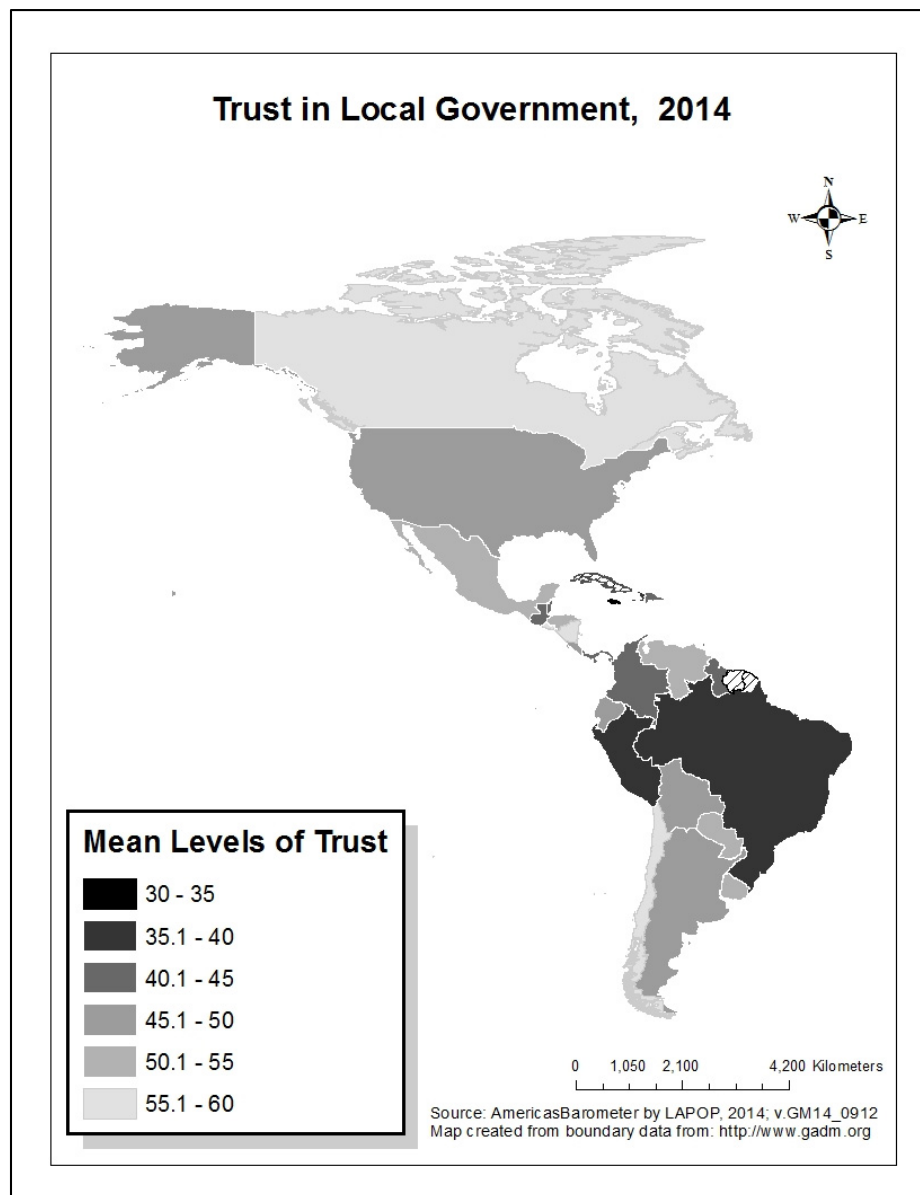 Trust in Local Government, 2014
N
W E
S
Mean Levels of Trust
30 - 35
35.1 - 40
40.1 - 45
45.1 - 50
50.1 - 55
55.1 - 60
0 1,050 2,100 4,200 Kilometers
Source: AmericasBarometer by LAPOP, 2014; v.GM14_0912
Map created from boundary data from: http://www.gadm.org